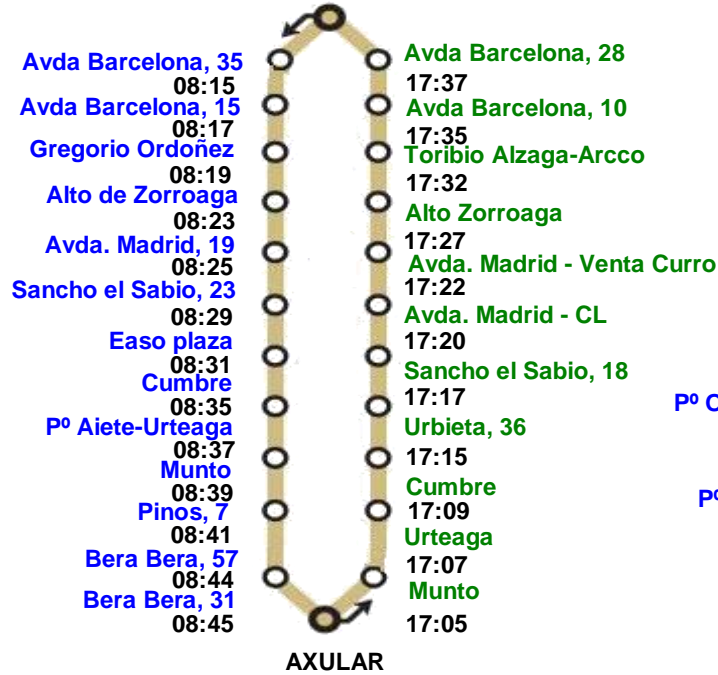 Avda Barcelona, 35
08:15
Avda Barcelona, 15
08:17
Gregorio Ordoñez
08:19
Alto de Zorroaga
08:23
Avda. Madrid, 19
08:25
Sancho el Sabio, 23
08:29
Easo plaza
08:31
Cumbre
08:35
Pº Aiete-Urteaga
08:37
Munto
08:39
Pinos, 7
08:41
Bera Bera, 57
08:44
Bera Bera, 31
08:45
Avda Barcelona, 28
17:37
Avda Barcelona, 10
17:35
Toribio Alzaga-Arcco
17:32
Alto Zorroaga
17:27
Avda. Madrid - Venta Curro
17:22
Avda. Madrid - CL
17:20
Sancho el Sabio, 18
17:17
Urbieta, 36
17:15
Cumbre
17:09
Urteaga
17:07
Munto
17:05
AXULAR
Pº
Pº